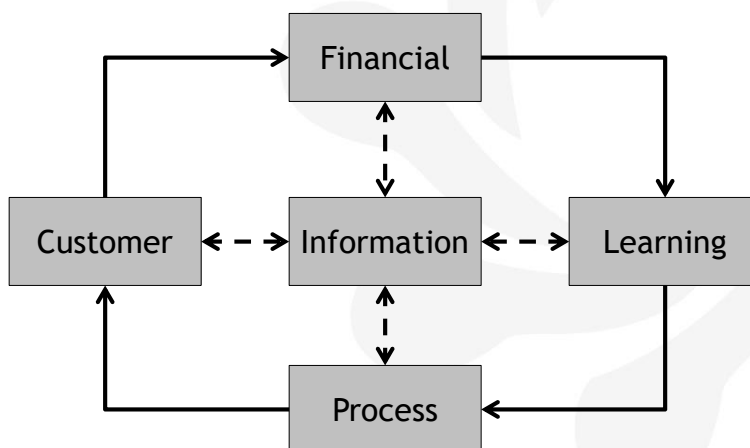 Financial
Customer
Information
Learning
Process